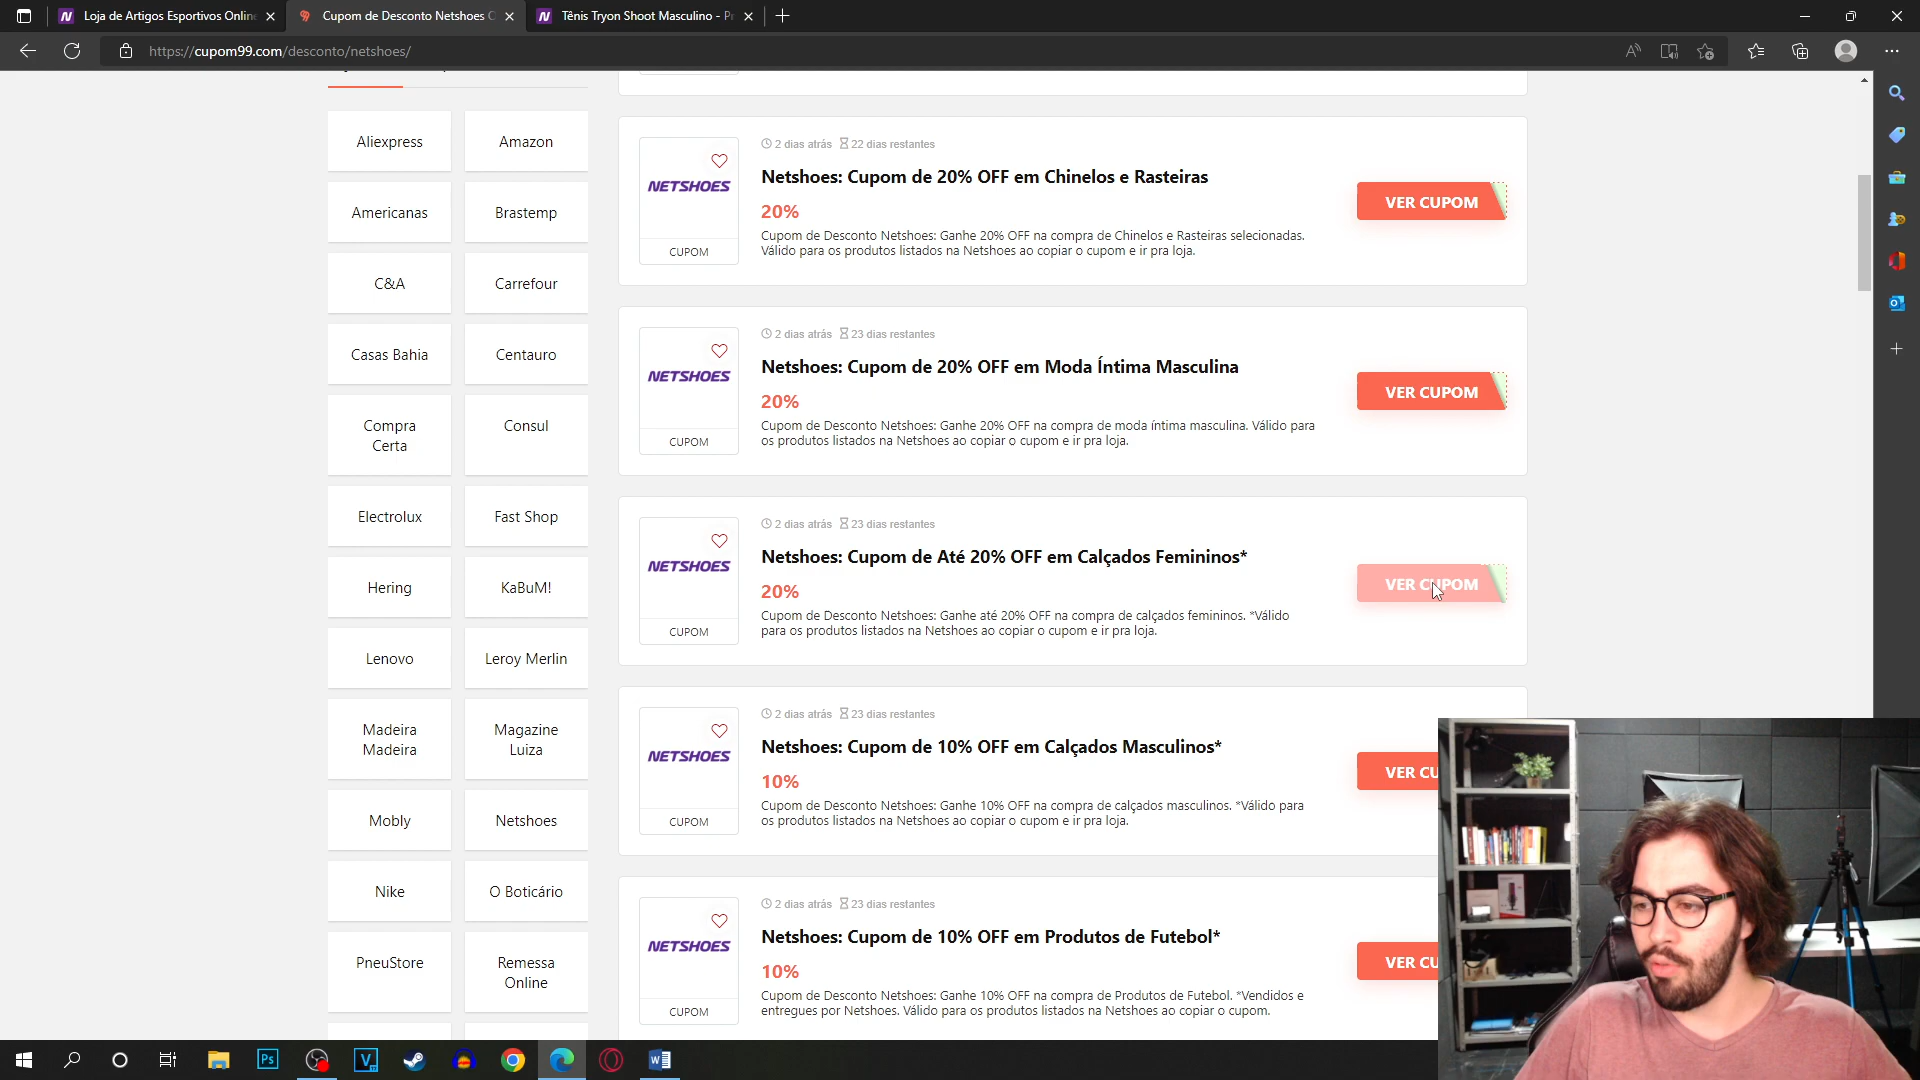 Loja de Artigos Esportivos Onlin
Cupom de Desconto Netshoes
Tênis Tryon Shoot Masculino - P
https://cupom99.com/desconto/netshoes/
Aliexpress
Amazon
Americanas
Brastemp
C&A
Carrefour
Casas Bahia
Centauro
Compra
Certa
Consul
Electrolux
Fast Shop
Hering
KaBuM!
Lenovo
Leroy Merlin
Madeira
Madeira
Magazine
Luiza
Mobly
Netshoes
Nike
O Boticário
PneuStore
Remessa
Online
2 dias atrás 22 dias restantes
NETSHOES
CUPOM
Netshoes: Cupom de 20% OFF em Chinelos e Rasteiras
20%
Cupom de Desconto Netshoes: Ganhe 20% OFF na compra de Chinelos e Rasteiras selecionadas.
Válido para os produtos listados na Netshoes ao copiar o cupom e ir pra loja.
VER CUPOM
2 dias atrás 23 dias restantes
NETSHOES
CUPOM
Netshoes: Cupom de 20% OFF em Moda Íntima Masculina
20%
Cupom de Desconto Netshoes: Ganhe 20% OFF na compra de moda íntima masculina. Válido para
os produtos listados na Netshoes ao copiar o cupom e ir pra loja.
VER CUPOM
2 dias atrás 23 dias restantes
NETSHOES
CUPOM
Netshoes: Cupom de Até 20% OFF em Calçados Femininos*
20%
Cupom de Desconto Netshoes: Ganhe até 20% OFF na compra de calçados femininos. *Válido
para os produtos listados na Netshoes ao copiar o cupom e ir pra loja.
VER CUPOM
2 dias atrás 23 dias restantes
NETSHOES
CUPOM
Netshoes: Cupom de 10% OFF em Calçados Masculinos*
10%
Cupom de Desconto Netshoes: Ganhe 10% OFF na compra de calçados masculinos. *Válido para
os produtos listados na Netshoes ao copiar o cupom e ir pra loja.
VER CU
2 dias atrás 23 dias restantes
NETSHOES
CUPOM
Netshoes: Cupom de 10% OFF em Produtos de Futebol*
10%
Cupom de Desconto Netshoes: Ganhe 10% OFF na compra de Produtos de Futebol. *Vendidos e
entregues por Netshoes. Válido para os produtos listados na Netshoes ao copiar o cupom.
VER CU